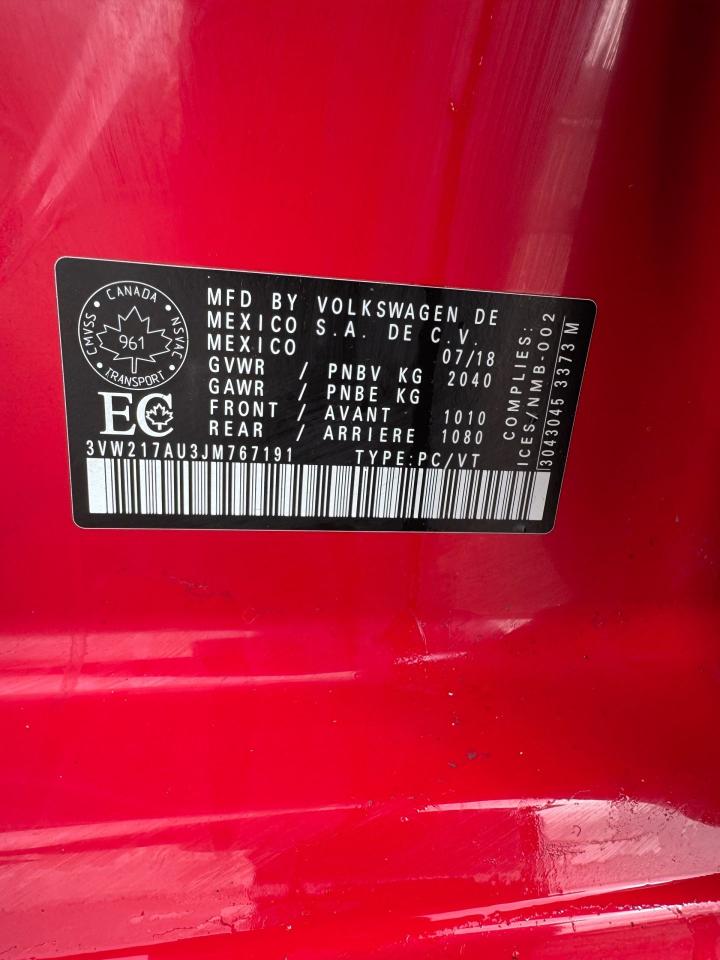 CANADA
CMVSS
NSVAC
961
TRANSPORT
EC
MFD BY VOLKSWAGEN DE
MEXICO S.A. DE C.V.
MEXICO 07/18
GVWR / PNBV KG 2040
GAWR / PNBE KG
FRONT / AVANT 1010
REAR / ARRIERE 1080
3VW217AU3JM767191 TYPE:PC/VT
COMPLIES:
ICES/NMB-002
3043045 3373 M